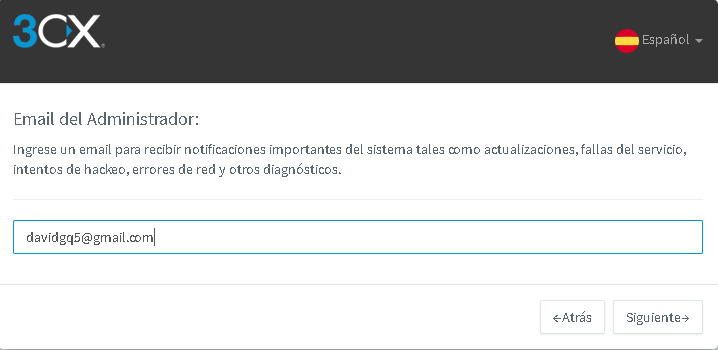 3CX
Español
Email del Administrador:
Ingrese un email para recibir notificaciones importantes del sistema tales como actualizaciones, fallas del servicio,
intentos de hackeo, errores de red y otros diagnósticos.
davidgq5@gmail.com
←Atrás
Siguiente→